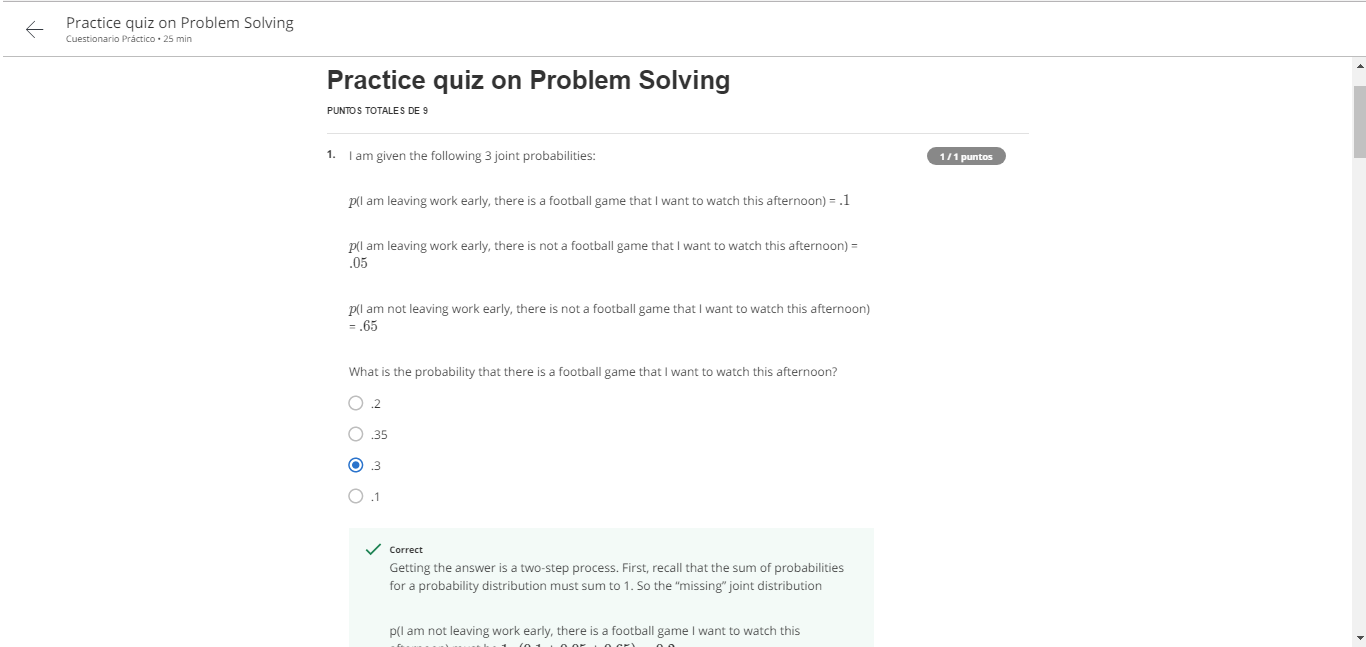 Practice quiz on Problem Solving
Cuestionario Práctico • 25 min
Practice quiz on Problem Solving
PUNTOS TOTALES DE 9
1. I am given the following 3 joint probabilities:
1 / 1 puntos
p(I am leaving work early, there is a football game that I want to watch this afternoon) = .1
p(I am leaving work early, there is not a football game that I want to watch this afternoon) =
.05
p(I am not leaving work early, there is not a football game that I want to watch this afternoon)
= .65
What is the probability that there is a football game that I want to watch this afternoon?
.2
.35
.3
.1
Correct
Getting the answer is a two-step process. First, recall that the sum of probabilities
for a probability distribution must sum to 1. So the “missing” joint distribution
p(I am not leaving work early, there is a football game I want to watch this